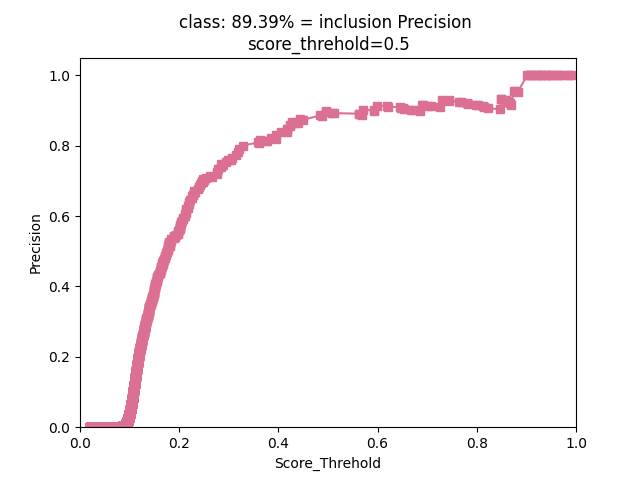 class: 89.39% = inclusion Precision
score_threhold=0.5
1.0
0.8
0.6
0.4
0.2
0.0
Precision
0.0 0.2 0.4 0.6 0.8 1.0
Score_Threhold